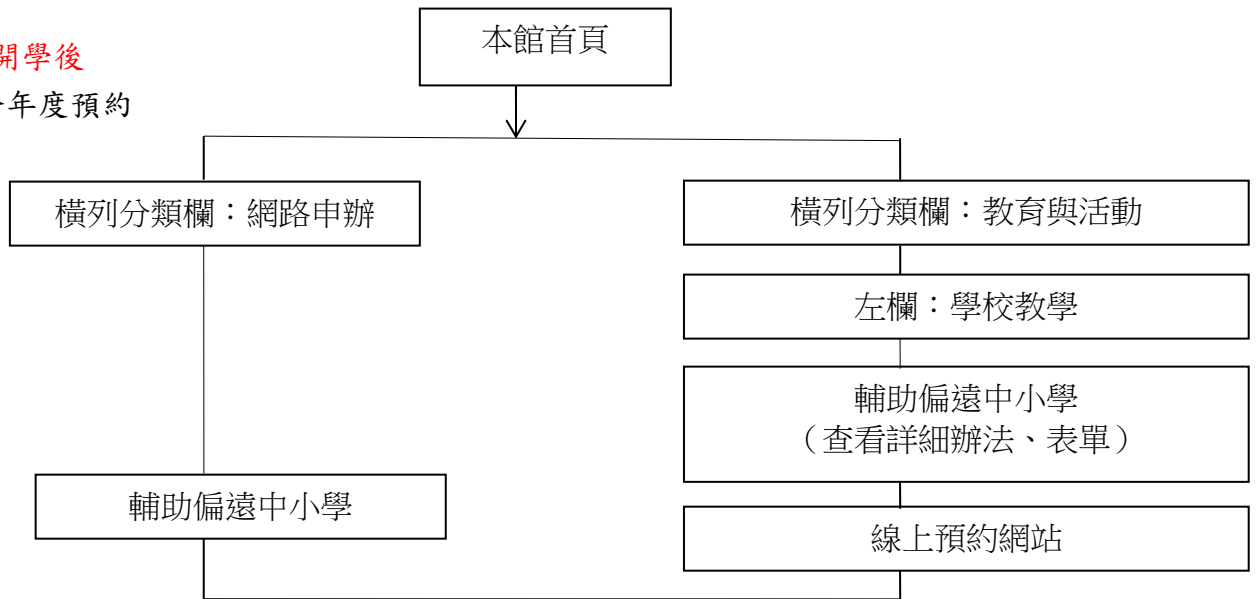 本館首頁
開學後
年度預約
橫列分類欄：網路申辦
橫列分類欄：教育與活動
左欄：學校教學
輔助偏遠中小學
（查看詳細辦法、表單）
輔助偏遠中小學
線上預約網站